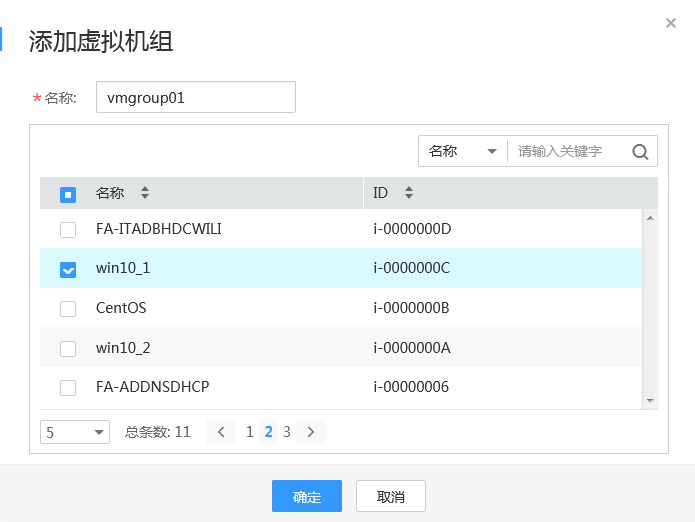 添加虚拟机组
* 名称: vmgroup01
名称 请输入关键字
名称 ID
FA-ITADBHDCWILI i-0000000D
win10_1 i-0000000C
CentOS i-0000000B
win10_2 i-0000000A
FA-ADDNSDHCP i-00000006
5 总条数: 11 < 1 2 3 >
确定 取消